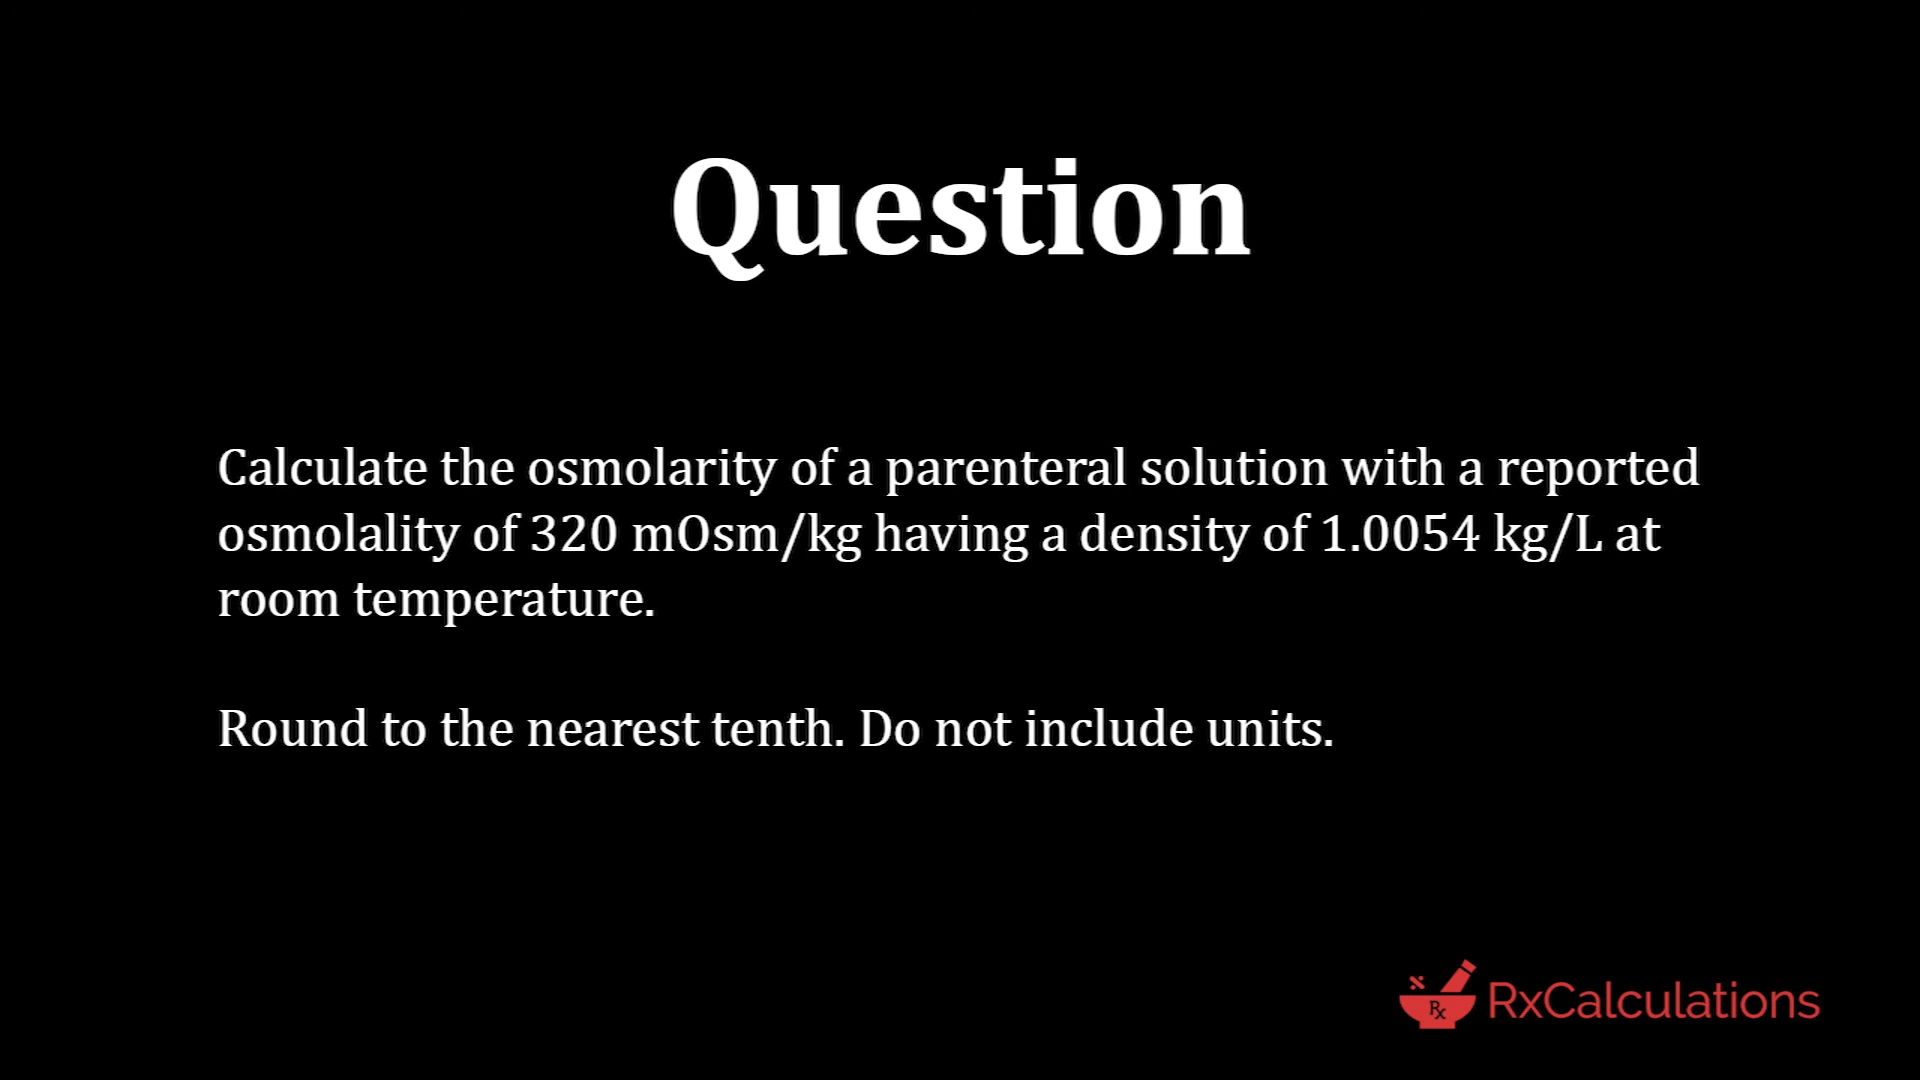 Question
Calculate the osmolarity of a parenteral solution with a reported
osmolality of 320 mOsm/kg having a density of 1.0054 kg/L at
room temperature.
Round to the nearest tenth. Do not include units.
Rx RxCalculations